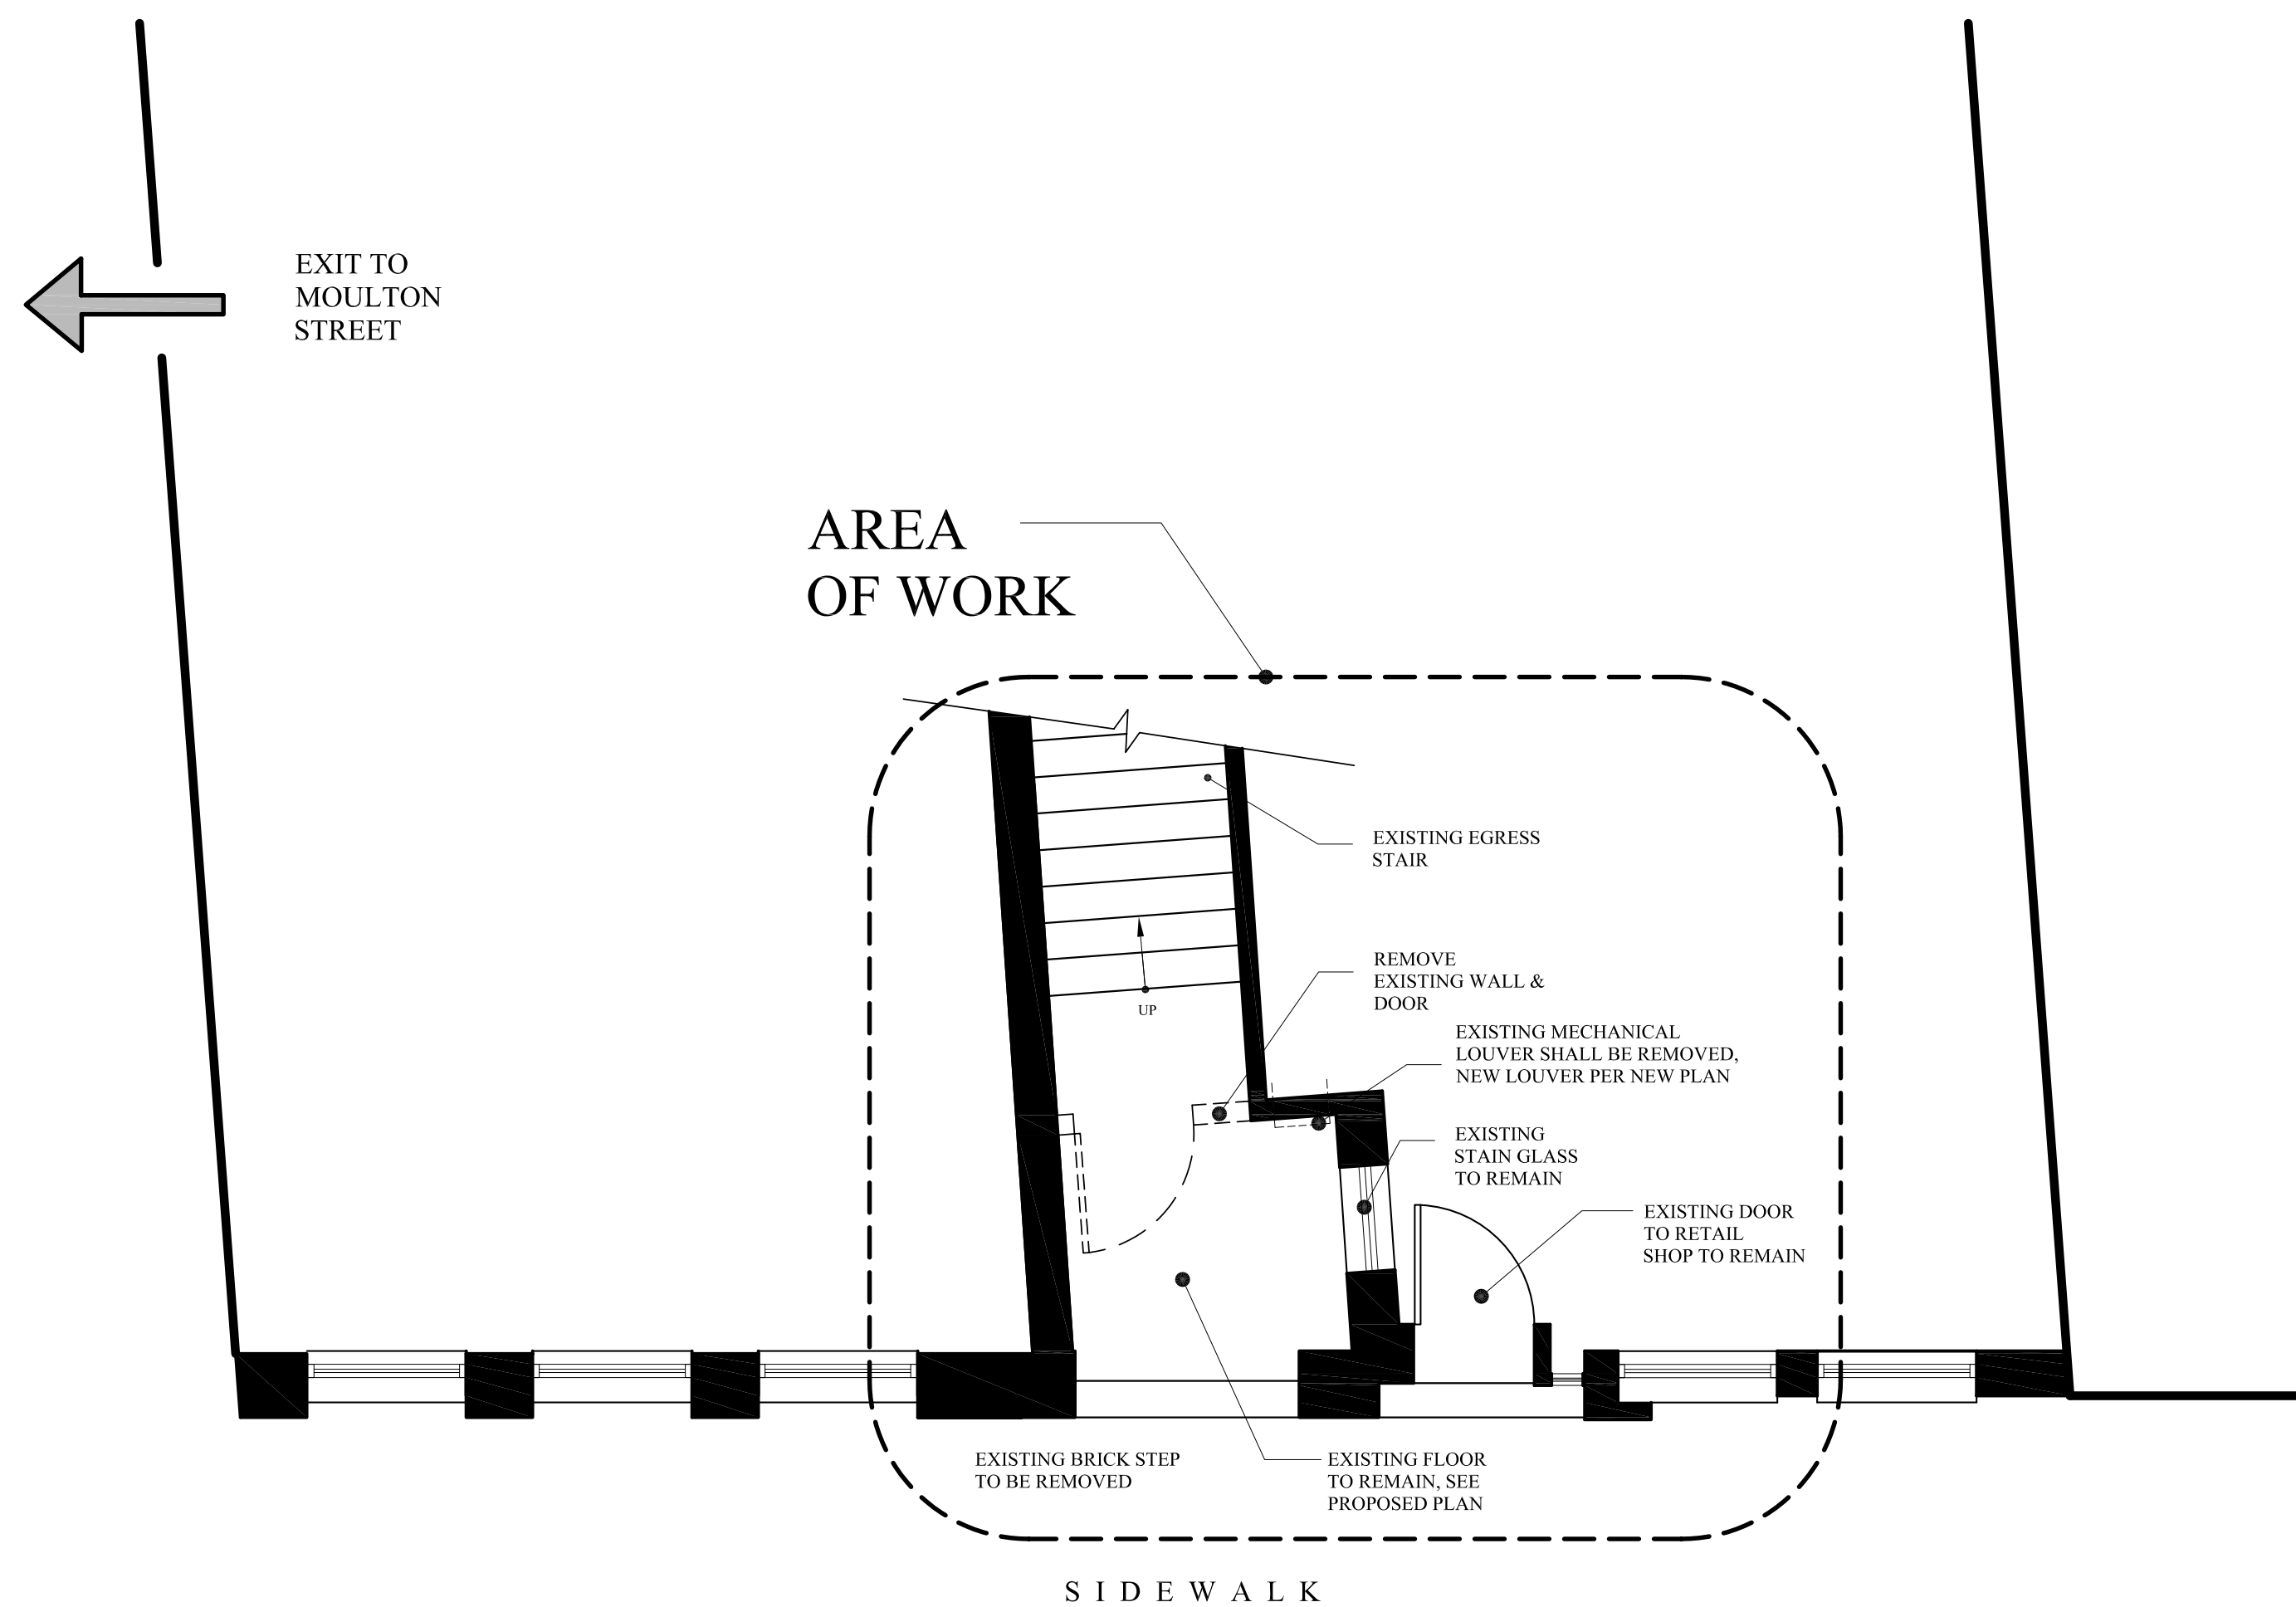 EXIT TO
MOULTON
STREET
AREA
OF WORK
EXISTING EGRESS
STAIR
REMOVE
EXISTING WALL &
DOOR
UP
EXISTING MECHANICAL
LOUVER SHALL BE REMOVED,
NEW LOUVER PER NEW PLAN
EXISTING
STAIN GLASS
TO REMAIN
EXISTING DOOR
TO RETAIL
SHOP TO REMAIN
EXISTING BRICK STEP
TO BE REMOVED
EXISTING FLOOR
TO REMAIN, SEE
PROPOSED PLAN
SIDEWALK